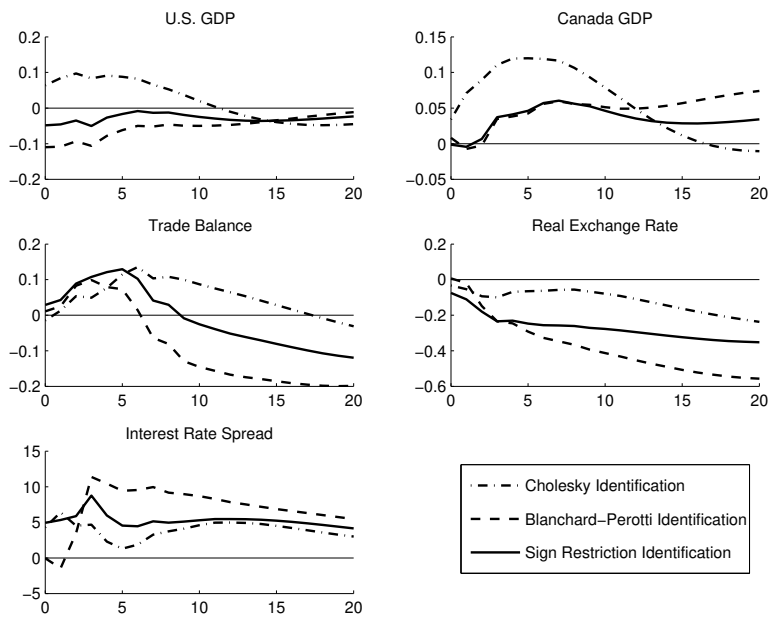 U.S. GDP
0.2
0.1
0
−0.1
−0.2
0 5 10 15 20
Canada GDP
0.15
0.1
0.05
0
−0.05
0 5 10 15 20
Trade Balance
0.2
0.1
0
−0.1
−0.2
0 5 10 15 20
Real Exchange Rate
0.2
0
−0.2
−0.4
−0.6
0 5 10 15 20
Interest Rate Spread
15
10
5
0
−5
0 5 10 15 20
Cholesky Identification
Blanchard−Perotti Identification
Sign Restriction Identification